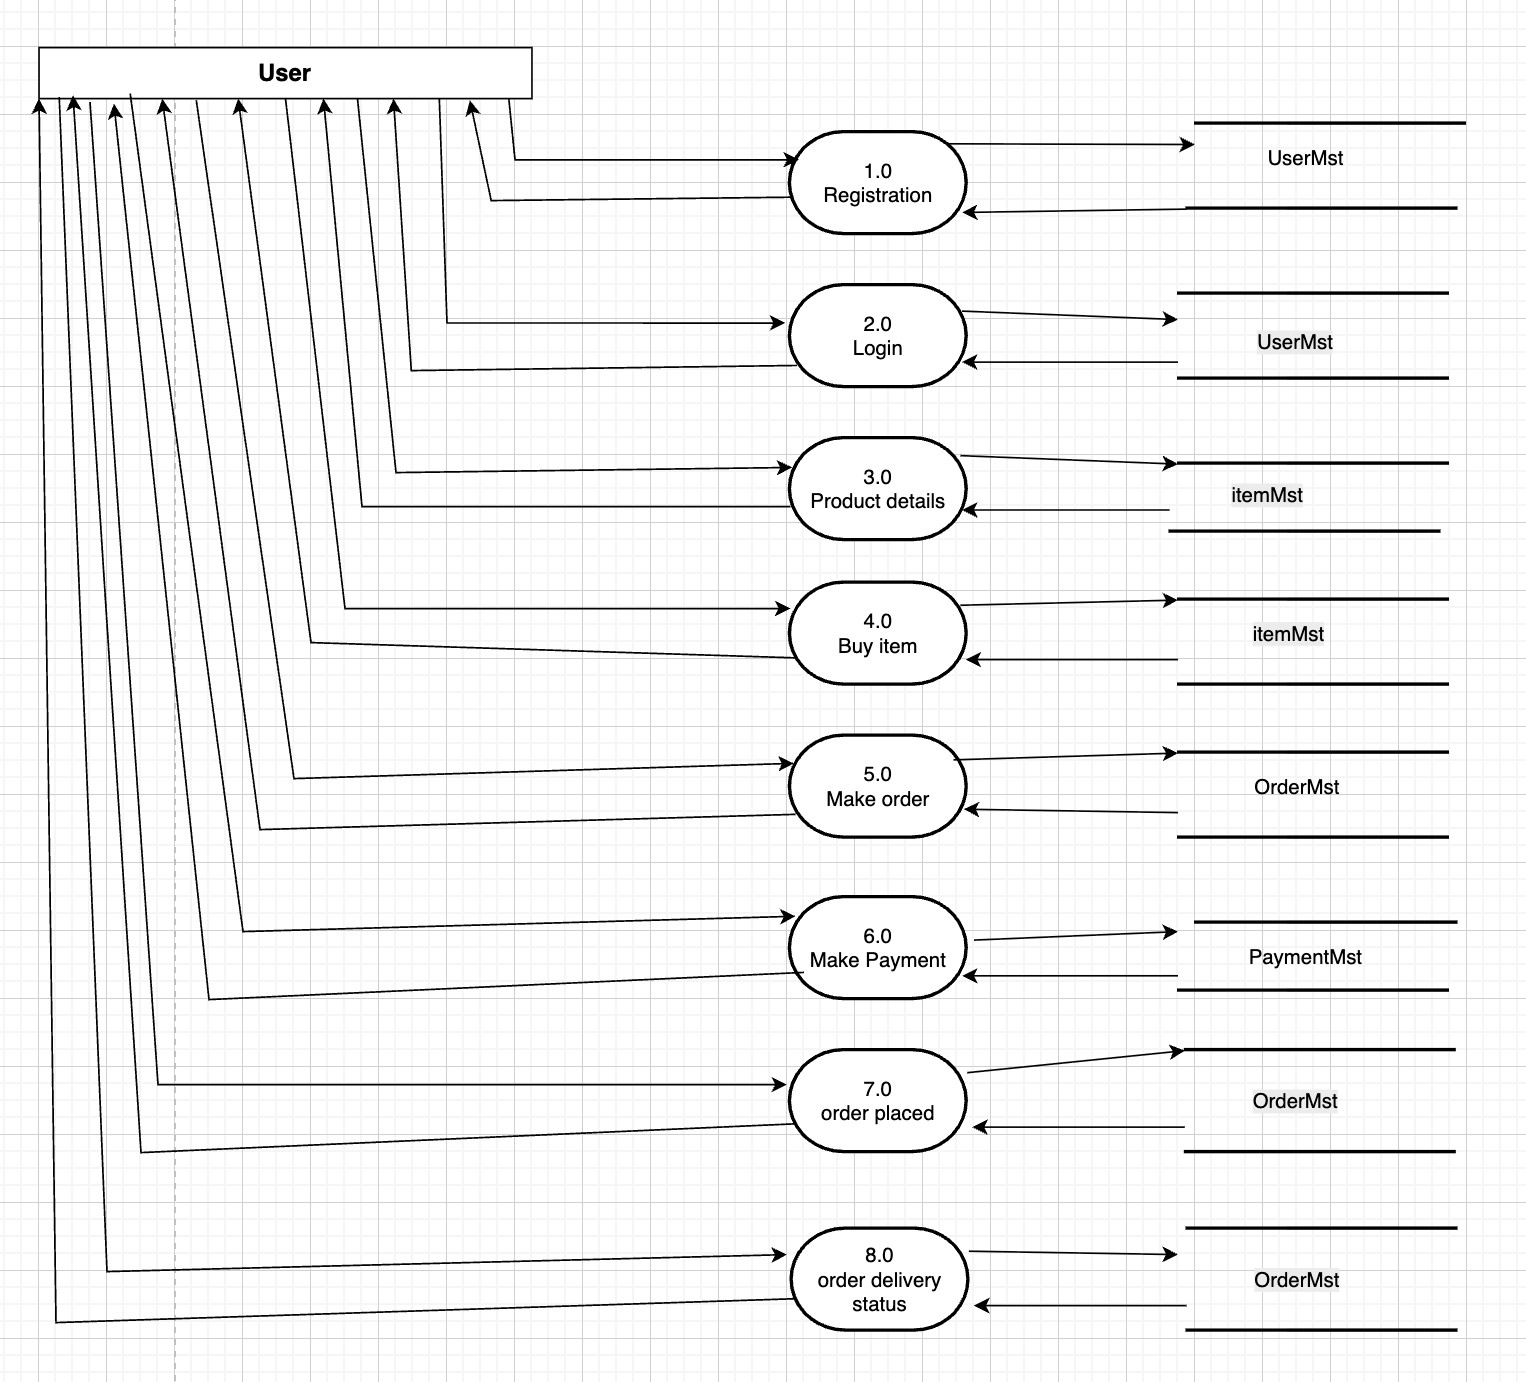 User
1.0
Registration
UserMst
2.0
Login
UserMst
3.0
Product details
itemMst
4.0
Buy item
itemMst
5.0
Make order
OrderMst
6.0
Make Payment
PaymentMst
7.0
order placed
OrderMst
8.0
order delivery
status
OrderMst